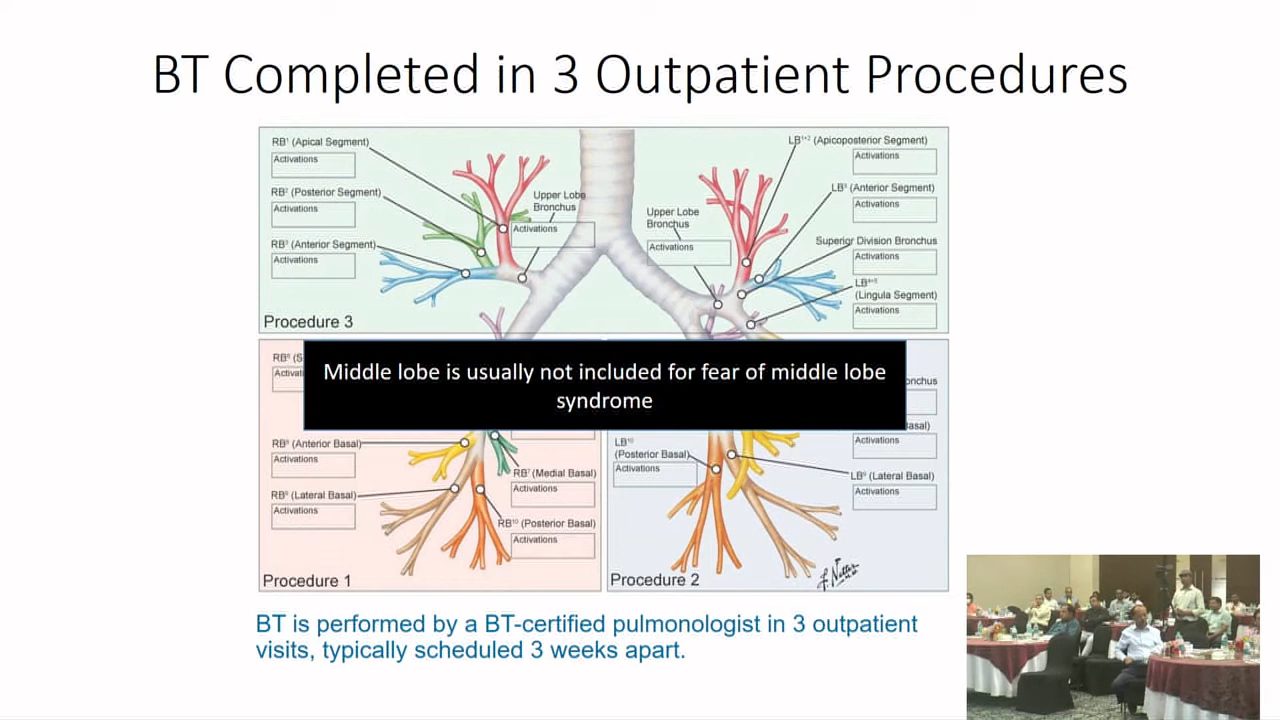 BT Completed in 3 Outpatient Procedures
RB¹ (Apical Segment)
Activations
RB² (Posterior Segment)
Activations
RB³ (Anterior Segment)
Activations
Upper Lobe
Bronchus
Activations
Upper Lobe
Bronchus
Activations
LB¹⁺² (Apicoposterior Segment)
Activations
LB³ (Anterior Segment)
Activations
Superior Division Bronchus
Activations
LB⁴⁺⁵
(Lingula Segment)
Activations
Procedure 3
Middle lobe is usually not included for fear of middle lobe
syndrome
RB⁸ (Anterior Basal)
Activations
RB⁹ (Lateral Basal)
Activations
RB⁷ (Medial Basal)
Activations
RB¹⁰ (Posterior Basal)
Activations
Procedure 1
LB¹⁰
(Posterior Basal)
Activations
Activations
LB⁹ (Lateral Basal)
Activations
Procedure 2
F. Netter
BT is performed by a BT-certified pulmonologist in 3 outpatient
visits, typically scheduled 3 weeks apart.